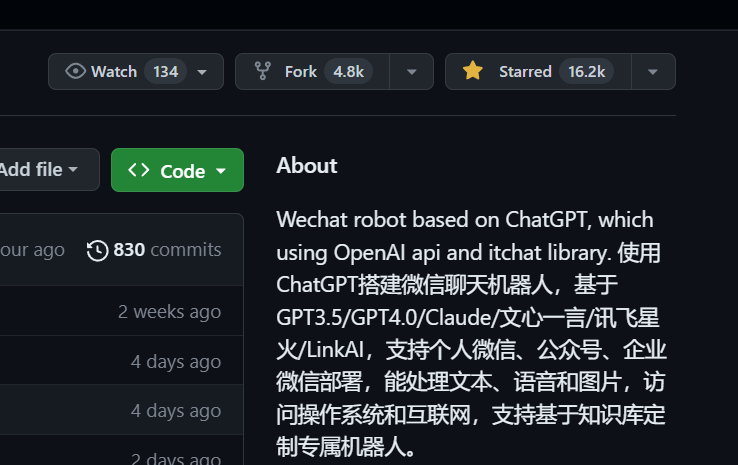 Watch 134
Fork 4.8k
Starred 16.2k
Add file
Code
About
Wechat robot based on ChatGPT, which
using OpenAI api and itchat library. 使用
ChatGPT搭建微信聊天机器人，基于
GPT3.5/GPT4.0/Claude/文心一言/讯飞星
火/LinkAI，支持个人微信、公众号、企业
微信部署，能处理文本、语音和图片，访
问操作系统和互联网，支持基于知识库定
制专属机器人。
our ago
830 commits
2 weeks ago
4 days ago
4 days ago
2 days ago